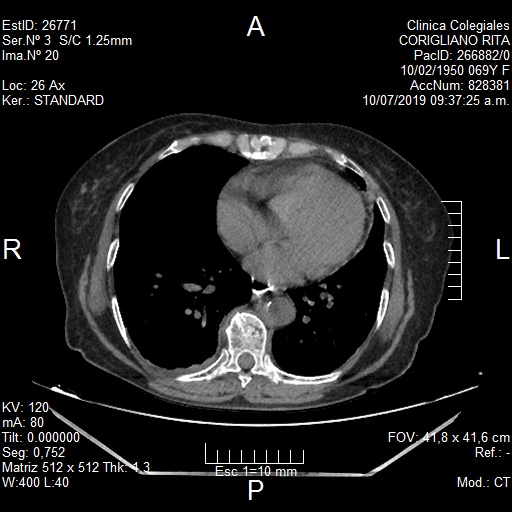 EstID: 26771
Ser.Nº 3 S/C 1.25mm
Ima.Nº 20
Loc: 26 Ax
Ker.: STANDARD
A
Clinica Colegiales
CORIGLIANO RITA
PacID: 266882/0
10/02/1950 069Y F
AccNum: 828381
10/07/2019 09:37:25 a.m.
R
L
KV: 120
mA: 80
Tilt: 0.000000
Seg: 0,752
Matriz 512 x 512 Thk: 1.3
W:400 L:40
Esc 1=10 mm
P
FOV: 41,8 x 41,6 cm
Ref.: -
Mod.: CT